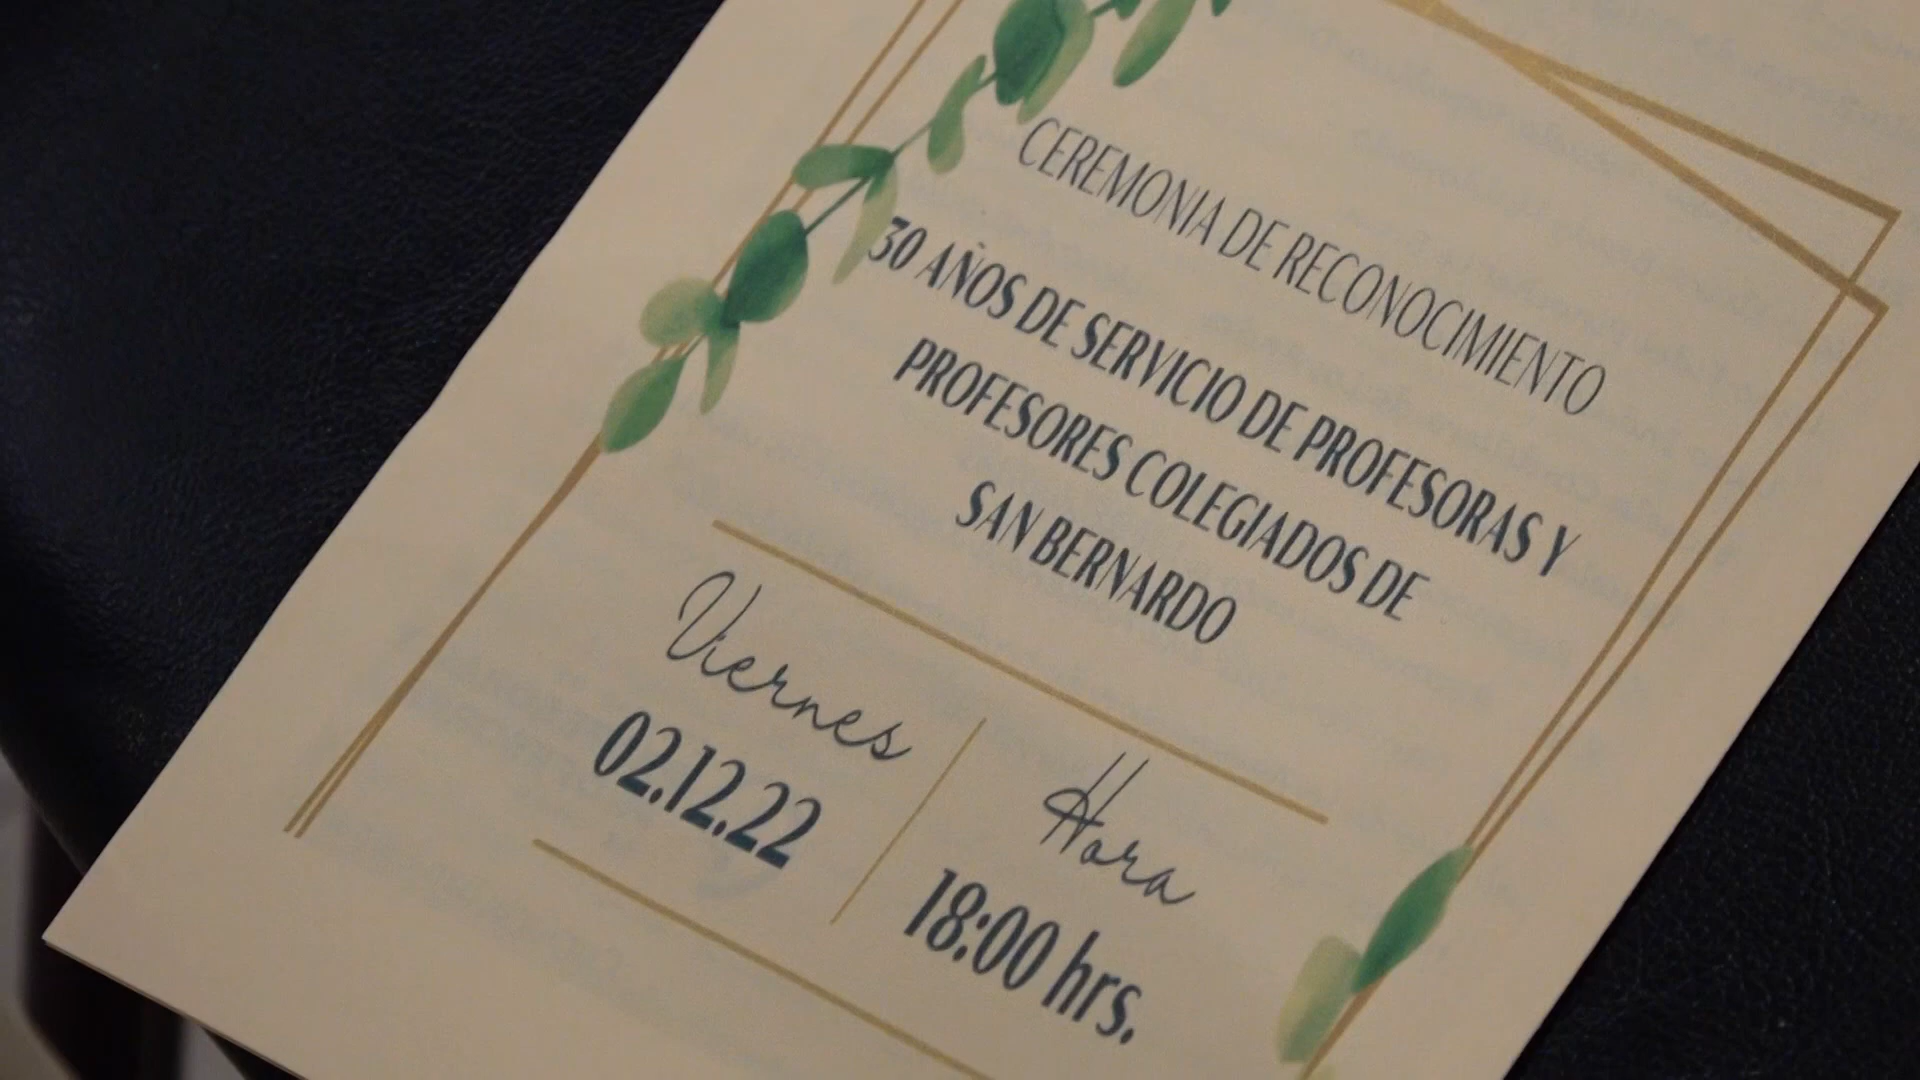 CEREMONIA DE RECONOCIMIENTO
30 AÑOS DE SERVICIO DE PROFESORAS Y
PROFESORES COLEGIADOS DE
SAN BERNARDO
Viernes
02.12.22
Hora
18:00 hrs.